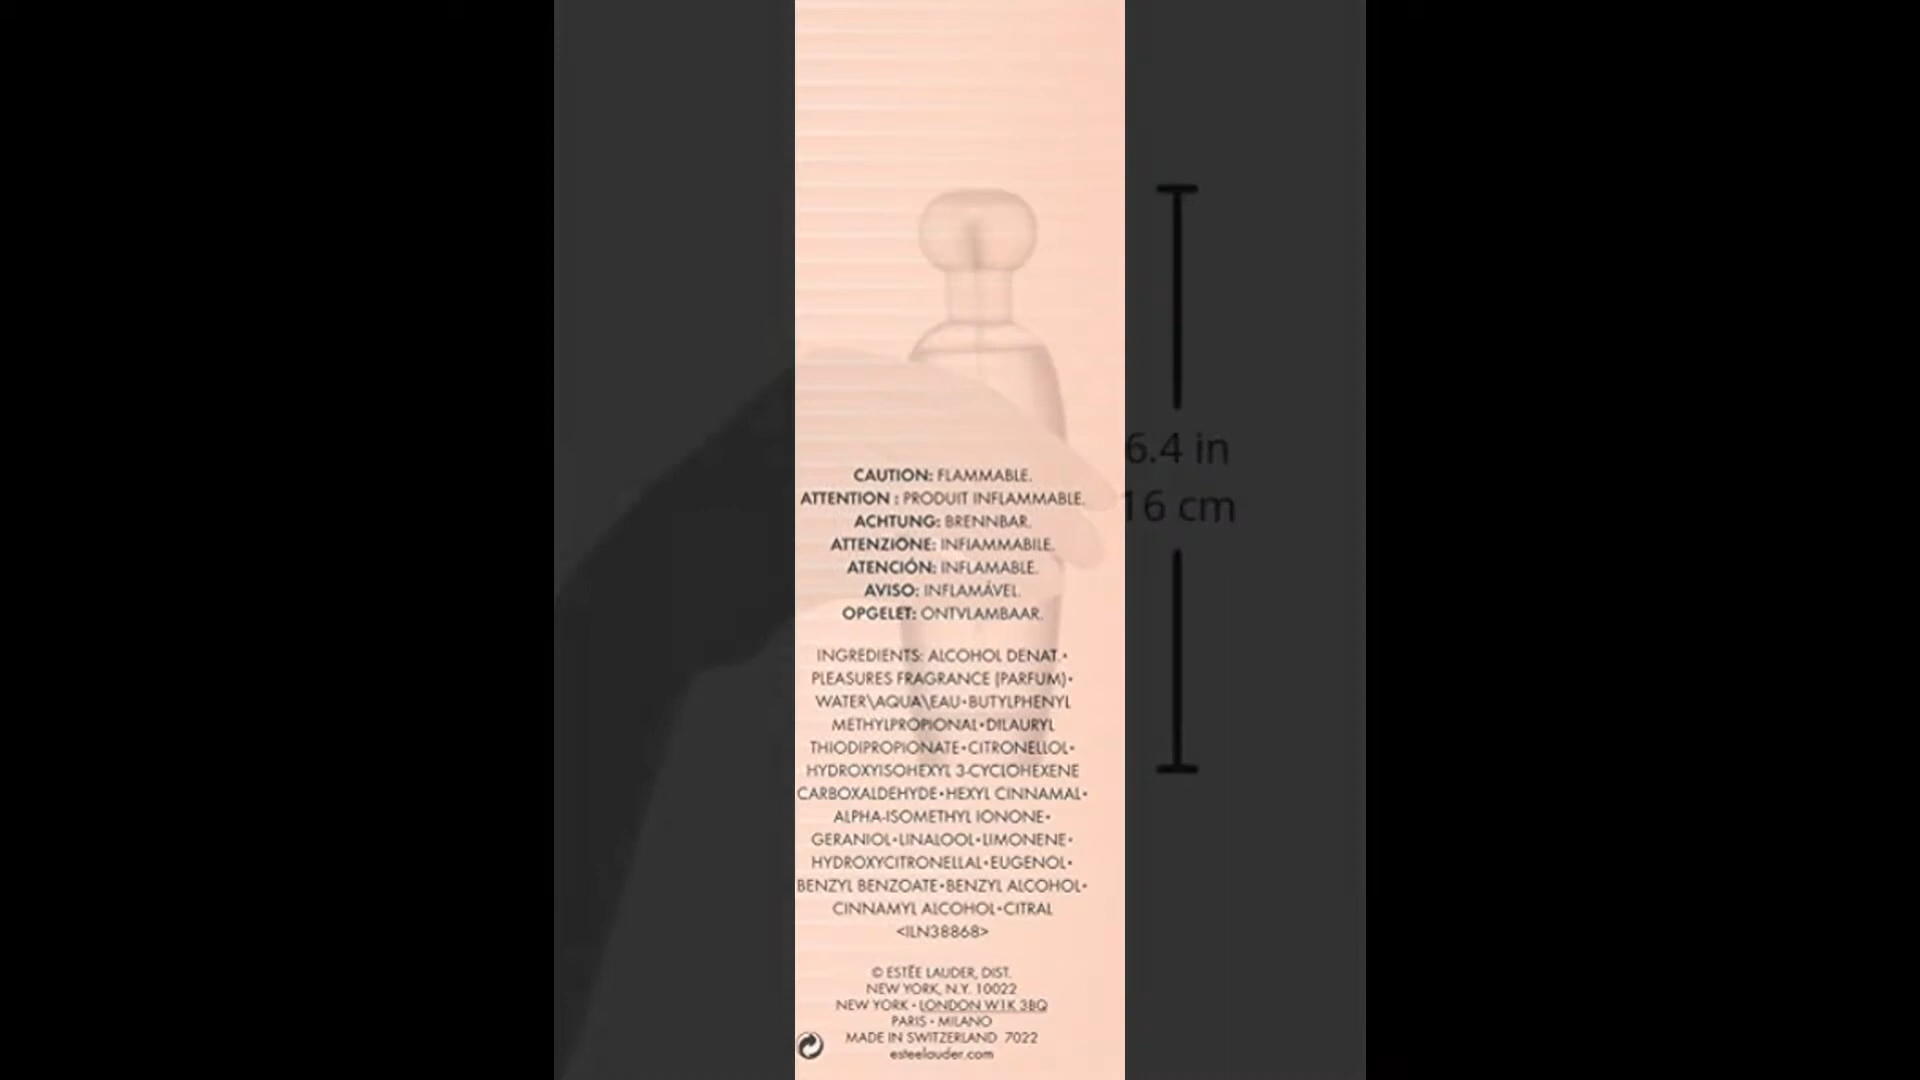 6.4 in
16 cm
CAUTION: FLAMMABLE.
ATTENTION : PRODUIT INFLAMMABLE.
ACHTUNG: BRENNBAR.
ATTENZIONE: INFIAMMABILE.
ATENCIÓN: INFLAMABLE.
AVISO: INFLAMÁVEL.
OPGELET: ONTVLAMBAAR.
INGREDIENTS: ALCOHOL DENAT.•
PLEASURES FRAGRANCE (PARFUM)•
WATER\AQUA\EAU•BUTYLPHENYL
METHYLPROPIONAL•DILAURYL
THIODIPROPIONATE•CITRONELLOL•
HYDROXYISOHEXYL 3-CYCLOHEXENE
CARBOXALDEHYDE•HEXYL CINNAMAL•
ALPHA-ISOMETHYL IONONE•
GERANIOL•LINALOOL•LIMONENE•
HYDROXYCITRONELLAL•EUGENOL•
BENZYL BENZOATE•BENZYL ALCOHOL•
CINNAMYL ALCOHOL•CITRAL
<ILN38868>
© ESTĒE LAUDER, DIST.
NEW YORK, N.Y. 10022
NEW YORK • LONDON W1K 3BQ
PARIS • MILANO
MADE IN SWITZERLAND 7022
esteelauder.com